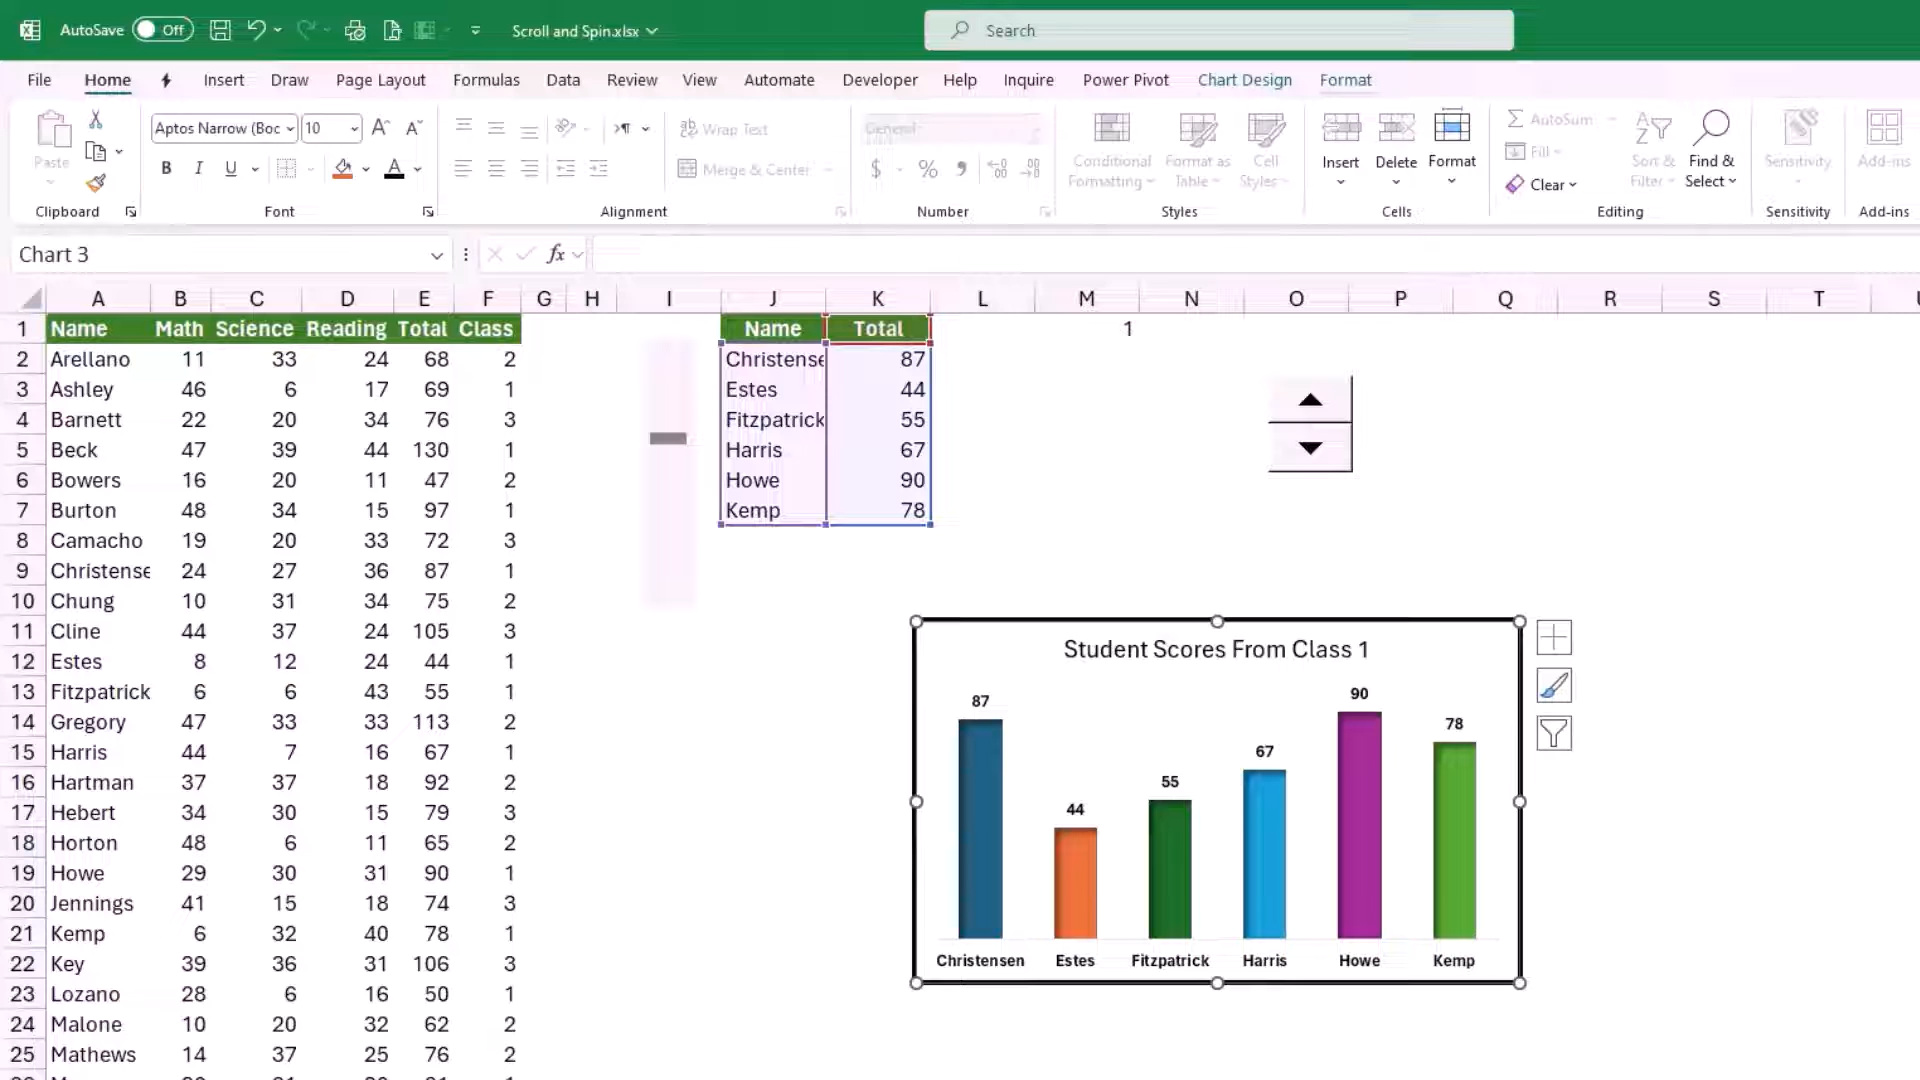 AutoSave Off Scroll and Spin.xlsx Search
File Home Insert Draw Page Layout Formulas Data Review View Automate Developer Help Inquire Power Pivot Chart Design Format
Paste
Aptos Narrow (Boc 10
B I U A
Wrap Text
Merge & Center
General
$ % ,
Conditional Formatting
Format as Table
Cell Styles
Insert Delete Format
AutoSum
Fill
Clear
Sort & Filter
Find & Select
Sensitivity
Add-ins
Clipboard Font Alignment Number Styles Cells Editing Sensitivity Add-ins
Chart 3 fx
A B C D E F G H I J K L M N O P Q R S T
1 Name Math Science Reading Total Class Name Total 1
2 Arellano 11 33 24 68 2 Christense 87
3 Ashley 46 6 17 69 1 Estes 44
4 Barnett 22 20 34 76 3 Fitzpatrick 55
5 Beck 47 39 44 130 1 Harris 67
6 Bowers 16 20 11 47 2 Howe 90
7 Burton 48 34 15 97 1 Kemp 78
8 Camacho 19 20 33 72 3
9 Christense 24 27 36 87 1
10 Chung 10 31 34 75 2
11 Cline 44 37 24 105 3
12 Estes 8 12 24 44 1
13 Fitzpatrick 6 6 43 55 1
14 Gregory 47 33 33 113 2
15 Harris 44 7 16 67 1
16 Hartman 37 37 18 92 2
17 Hebert 34 30 15 79 3
18 Horton 48 6 11 65 2
19 Howe 29 30 31 90 1
20 Jennings 41 15 18 74 3
21 Kemp 6 32 40 78 1
22 Key 39 36 31 106 3
23 Lozano 28 6 16 50 1
24 Malone 10 20 32 62 2
25 Mathews 14 37 25 76 2
Student Scores From Class 1
87 44 55 67 90 78
Christensen Estes Fitzpatrick Harris Howe Kemp